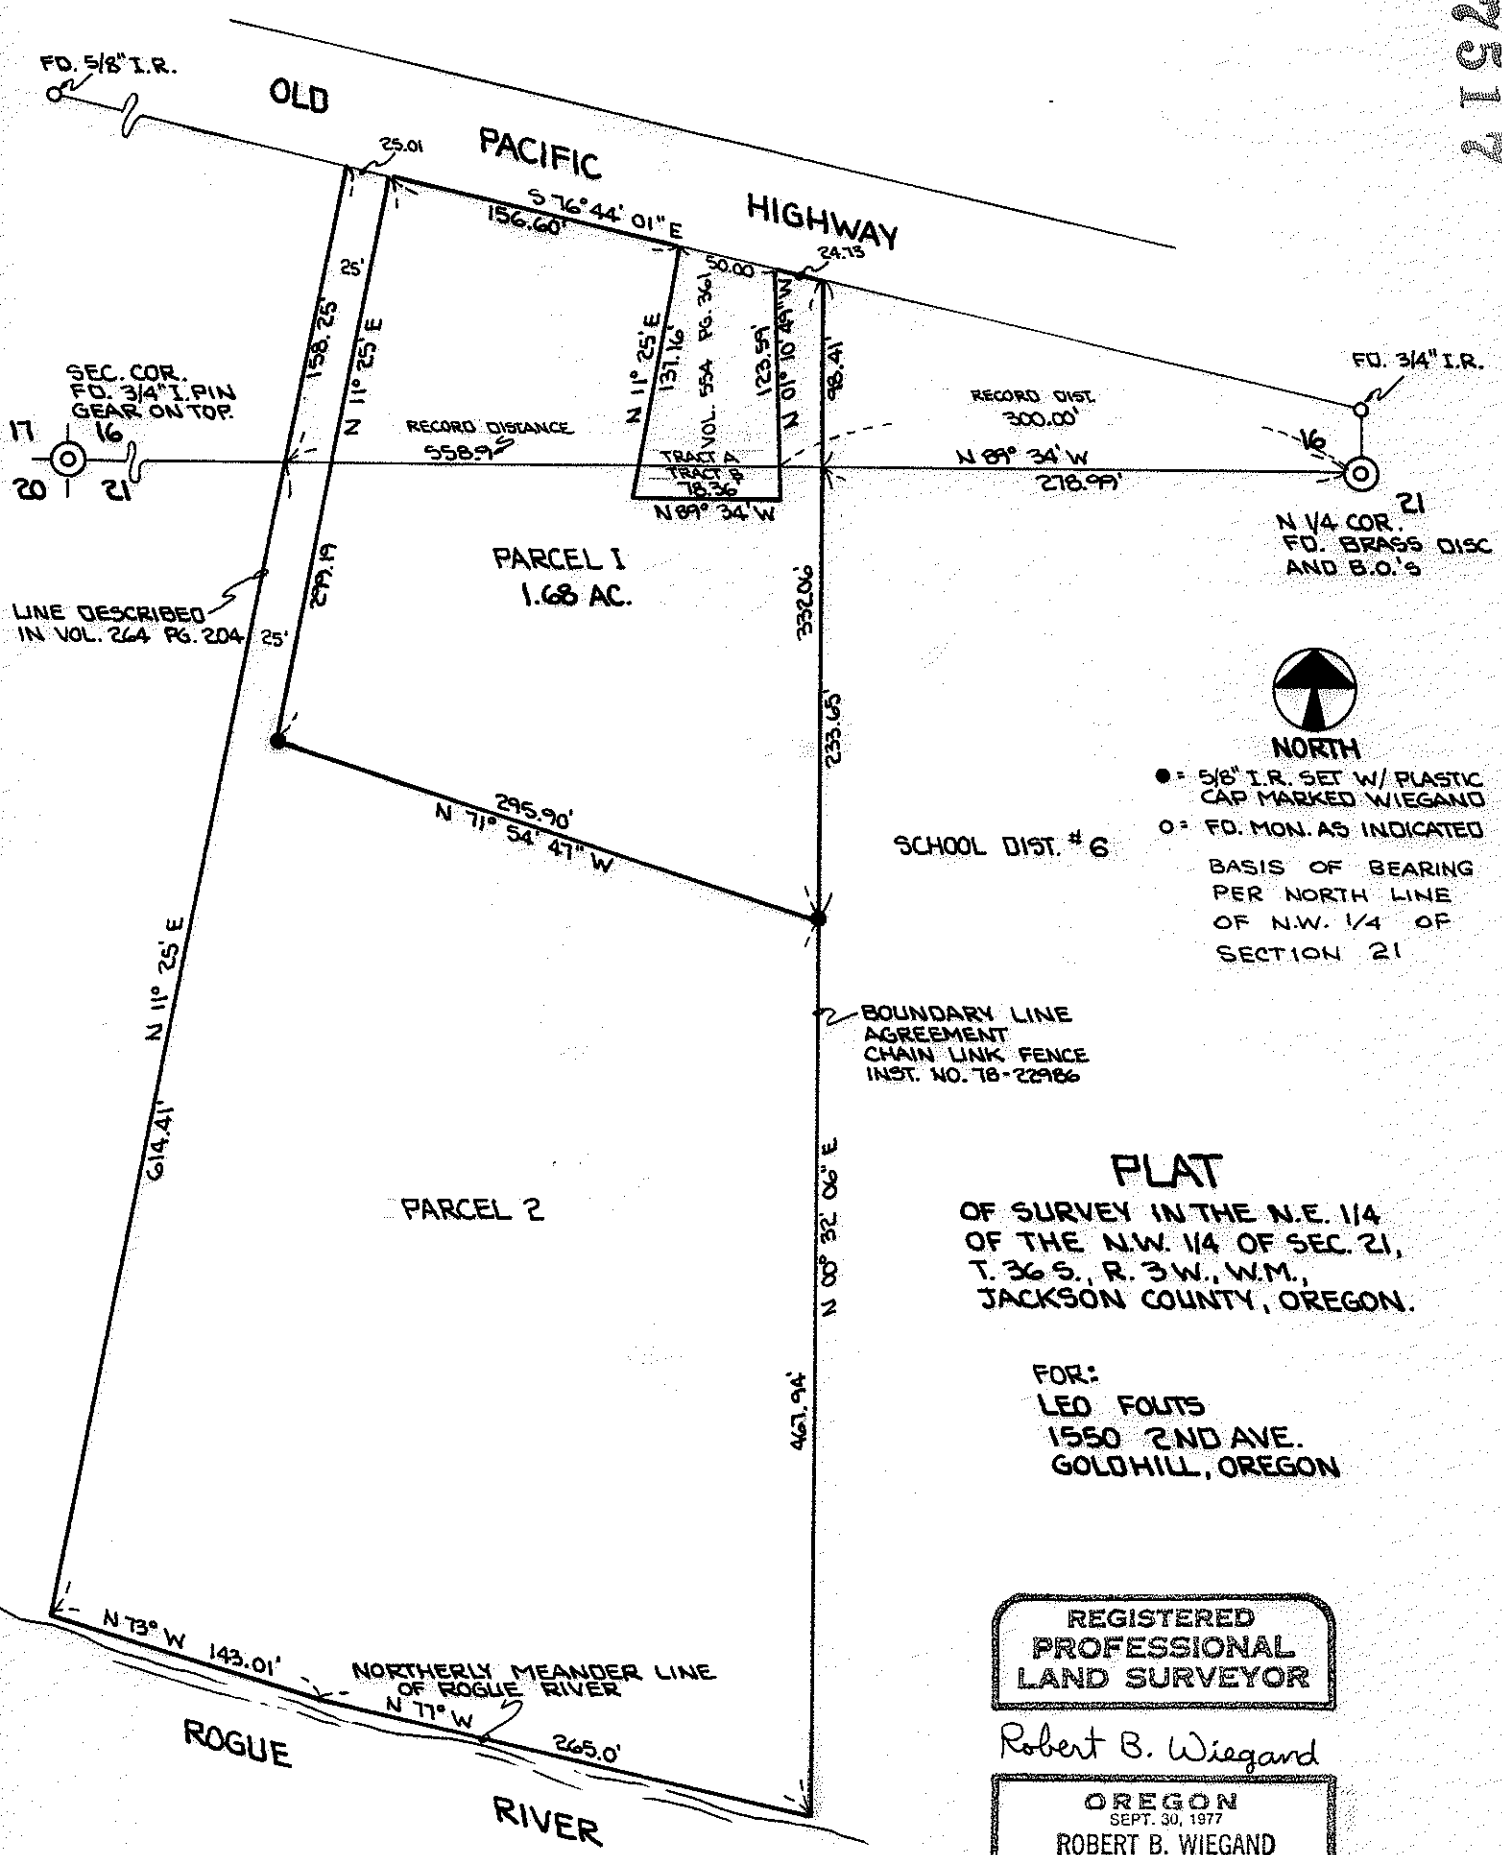 7517
FD. 5/8" I.R.
OLD
PACIFIC
HIGHWAY
25.01
S 76° 44' 01" E
156.60'
50.00
24.73
25'
158.25'
N 11° 25' E
N 11° 25' E
137.16'
VOL. 554 PG. 361
123.59'
N 01° 10' 49" W
98.41'
FD. 3/4" I.R.
SEC. COR.
FD. 3/4" I. PIN
GEAR ON TOP.
17 16
20 21
RECORD DISTANCE
558.9
RECORD DIST.
300.00'
TRACT A
TRACT B
78.36
N 89° 34' W
N 89° 34' W
278.99'
16
21
N 1/4 COR.
FD. BRASS DISC
AND B.O.'s
PARCEL 1
1.68 AC.
299.19
332.06'
LINE DESCRIBED
IN VOL. 264 PG. 204
25'
233.65'
NORTH
● = 5/8" I.R. SET W/ PLASTIC
CAP MARKED WIEGAND
O = FD. MON. AS INDICATED
BASIS OF BEARING
PER NORTH LINE
OF N.W. 1/4 OF
SECTION 21
295.90'
N 71° 54' 47" W
SCHOOL DIST. #6
N 11° 25' E
614.41'
BOUNDARY LINE
AGREEMENT
CHAIN LINK FENCE
INST. NO. 78-22986
PARCEL 2
N 00° 32' 06" E
467.94'
PLAT
OF SURVEY IN THE N.E. 1/4
OF THE N.W. 1/4 OF SEC. 21,
T. 36 S., R. 3 W., W.M.,
JACKSON COUNTY, OREGON.
FOR:
LEO FOUTS
1550 2ND AVE.
GOLDHILL, OREGON
N 73° W 143.01'
NORTHERLY MEANDER LINE
OF ROGUE RIVER
N 77° W
265.0'
ROGUE
RIVER
REGISTERED
PROFESSIONAL
LAND SURVEYOR
Robert B. Wiegand
OREGON
SEPT. 30, 1977
ROBERT B. WIEGAND